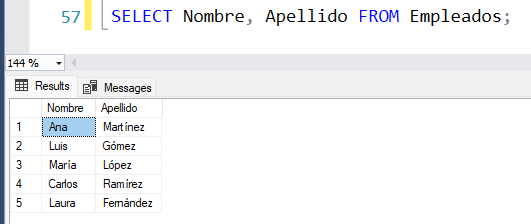 57 SELECT Nombre, Apellido FROM Empleados;
144 %
Results Messages
Nombre Apellido
1 Ana Martínez
2 Luis Gómez
3 María López
4 Carlos Ramírez
5 Laura Fernández